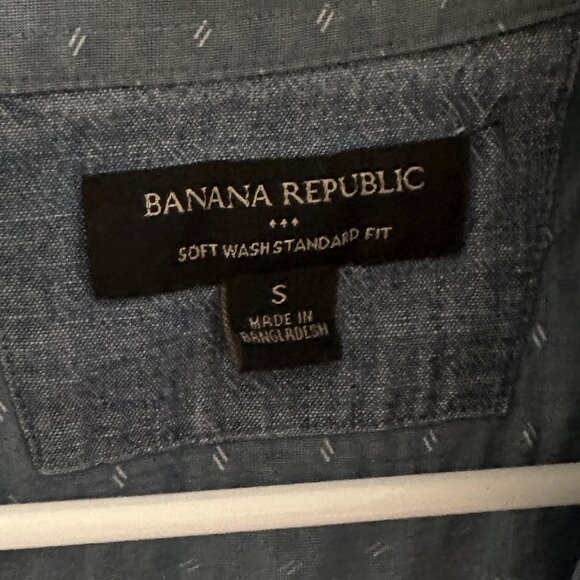 BANANA REPUBLIC
SOFT WASH STANDARD FIT
S
MADE IN
BANGLADESH